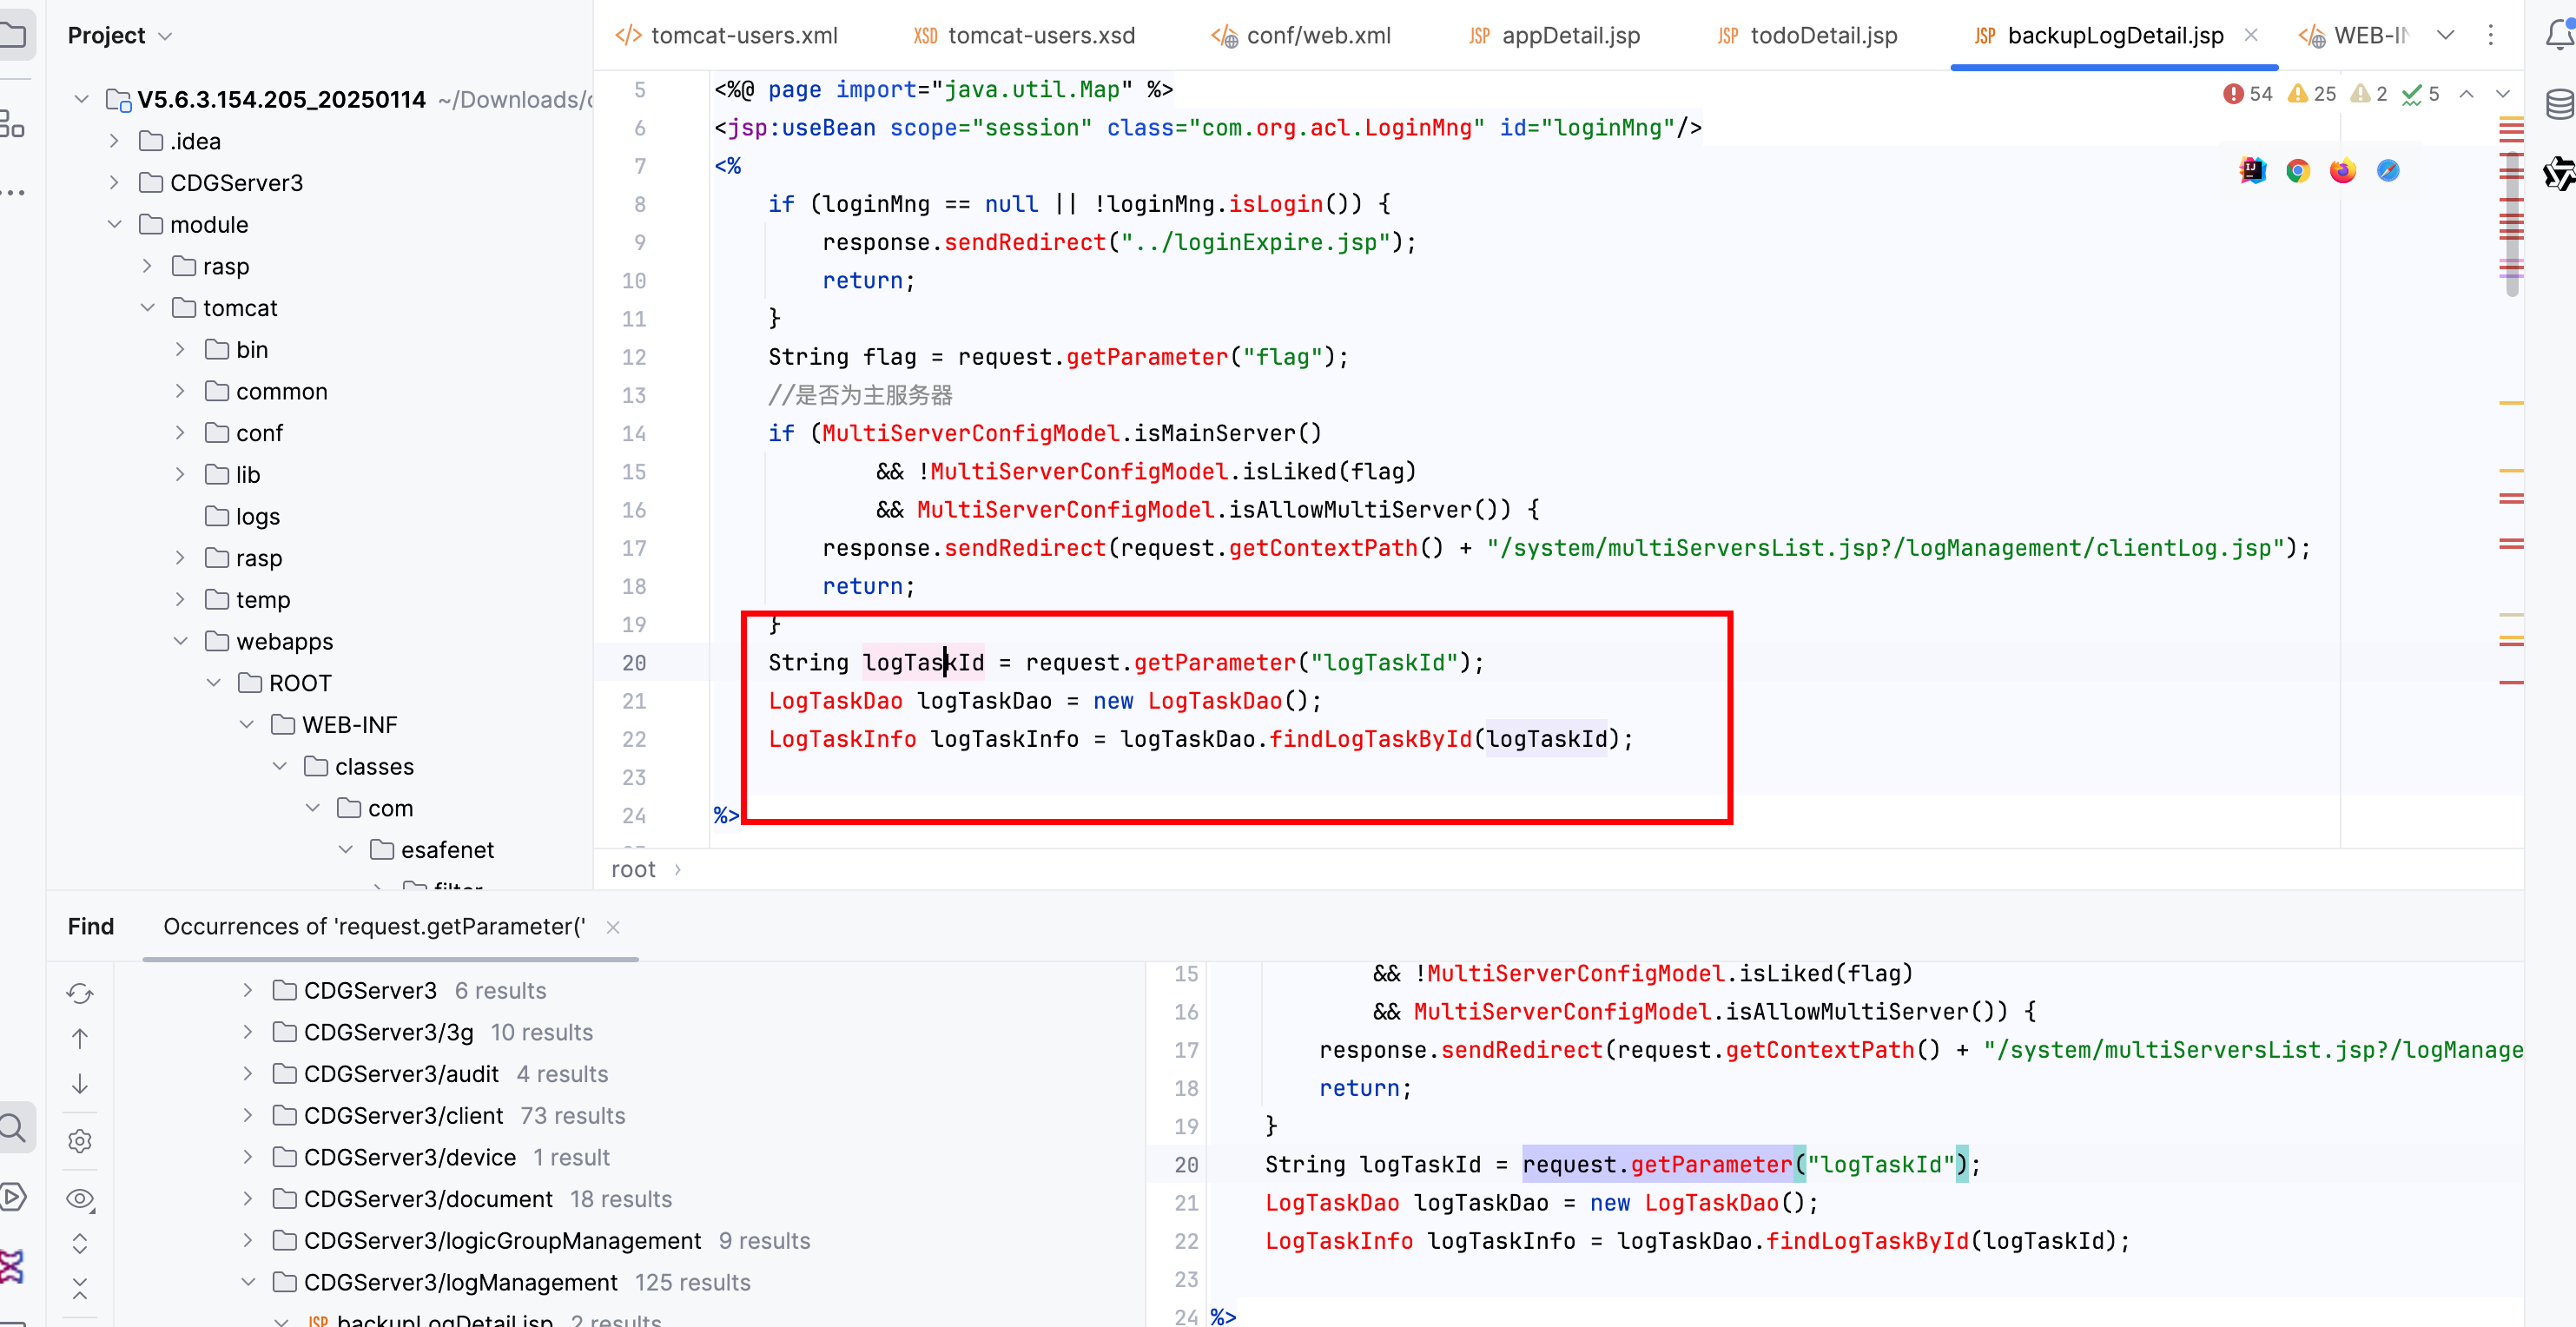 Project
tomcat-users.xml
XSD tomcat-users.xsd
conf/web.xml
JSP appDetail.jsp
JSP todoDetail.jsp
JSP backupLogDetail.jsp
V5.6.3.154.205_20250114 ~/Downloads/
.idea
CDGServer3
module
rasp
tomcat
bin
common
conf
lib
logs
rasp
temp
webapps
ROOT
WEB-INF
classes
com
esafenet
54 25 2 5
5 <%@ page import="java.util.Map" %>
6 <jsp:useBean scope="session" class="com.org.acl.LoginMng" id="loginMng"/>
7 <%
8 if (loginMng == null || !loginMng.isLogin()) {
9 response.sendRedirect("../loginExpire.jsp");
10 return;
11 }
12 String flag = request.getParameter("flag");
13 //是否为主服务器
14 if (MultiServerConfigModel.isMainServer()
15 && !MultiServerConfigModel.isLiked(flag)
16 && MultiServerConfigModel.isAllowMultiServer()) {
17 response.sendRedirect(request.getContextPath() + "/system/multiServersList.jsp?/logManagement/clientLog.jsp");
18 return;
19 }
20 String logTaskId = request.getParameter("logTaskId");
21 LogTaskDao logTaskDao = new LogTaskDao();
22 LogTaskInfo logTaskInfo = logTaskDao.findLogTaskById(logTaskId);
23
24 %>
root
Find
Occurrences of 'request.getParameter('
CDGServer3 6 results
CDGServer3/3g 10 results
CDGServer3/audit 4 results
CDGServer3/client 73 results
CDGServer3/device 1 result
CDGServer3/document 18 results
CDGServer3/logicGroupManagement 9 results
CDGServer3/logManagement 125 results
JSP backupLogDetail.jsp 2 results
15 && !MultiServerConfigModel.isLiked(flag)
16 && MultiServerConfigModel.isAllowMultiServer()) {
17 response.sendRedirect(request.getContextPath() + "/system/multiServersList.jsp?/logManage
18 return;
19 }
20 String logTaskId = request.getParameter("logTaskId");
21 LogTaskDao logTaskDao = new LogTaskDao();
22 LogTaskInfo logTaskInfo = logTaskDao.findLogTaskById(logTaskId);
23
24 %>